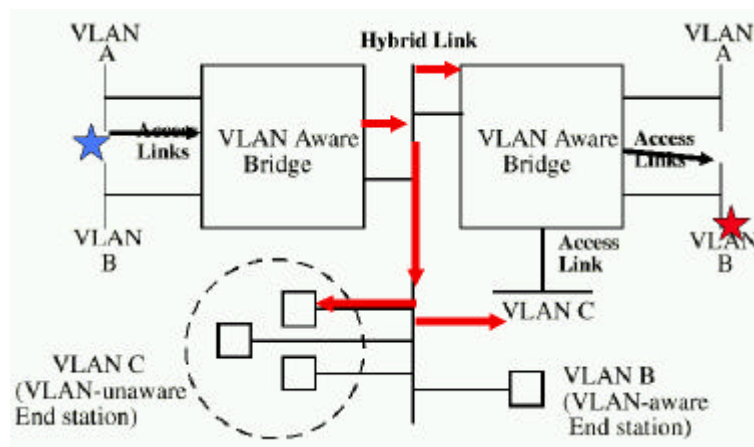 VLAN
A
Hybrid Link
VLAN
A
Access
Links
VLAN Aware
Bridge
VLAN Aware
Bridge
Access
Links
VLAN
B
Access
Link
VLAN
B
VLAN C
VLAN C
(VLAN-unaware
End station)
VLAN B
(VLAN-aware
End station)